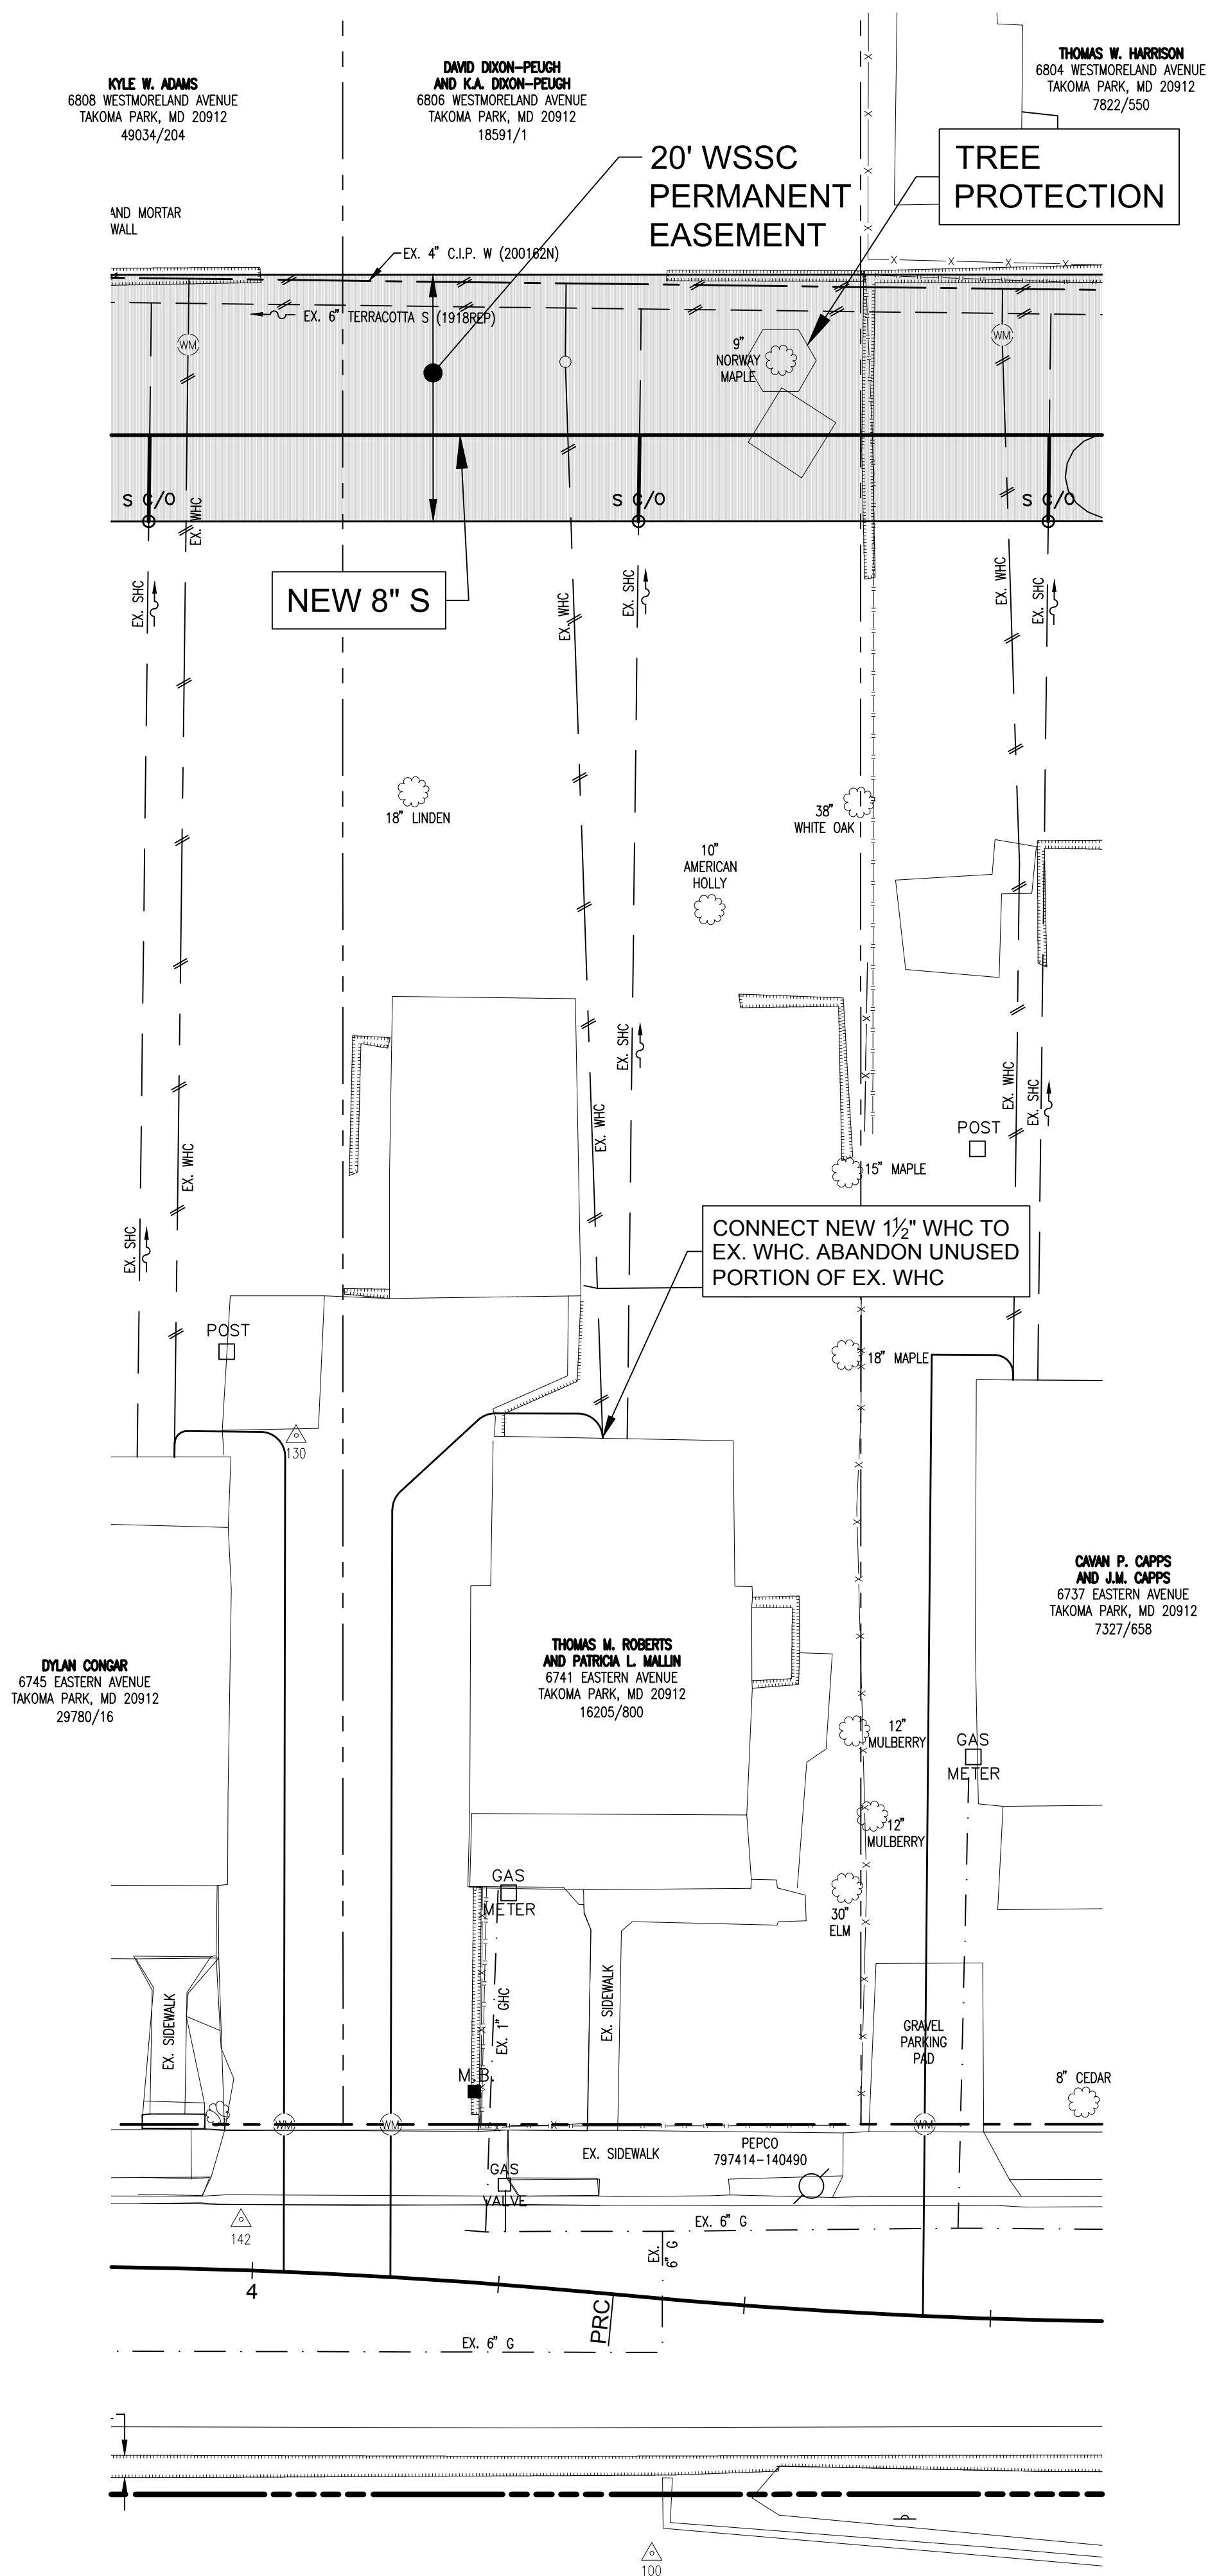 KYLE W. ADAMS
6808 WESTMORELAND AVENUE
TAKOMA PARK, MD 20912
49034/204
DAVID DIXON-PEUGH
AND K.A. DIXON-PEUGH
6806 WESTMORELAND AVENUE
TAKOMA PARK, MD 20912
18591/1
THOMAS W. HARRISON
6804 WESTMORELAND AVENUE
TAKOMA PARK, MD 20912
7822/550
20' WSSC
PERMANENT
EASEMENT
TREE
PROTECTION
AND MORTAR
WALL
EX. 4" C.I.P. W (200162N)
EX. 6" TERRACOTTA S (1918REP)
WM
9"
NORWAY
MAPLE
WM
S C/O
S C/O
S C/O
EX. WHC
NEW 8" S
EX. SHC
EX. WHC
EX. SHC
EX. WHC
EX. SHC
18" LINDEN
38"
WHITE OAK
10"
AMERICAN
HOLLY
EX. SHC
EX. WHC
EX. WHC
EX. SHC
POST
EX. WHC
15" MAPLE
EX. SHC
CONNECT NEW 1½" WHC TO
EX. WHC. ABANDON UNUSED
PORTION OF EX. WHC
POST
18" MAPLE
130
CAVAN P. CAPPS
AND J.M. CAPPS
6737 EASTERN AVENUE
TAKOMA PARK, MD 20912
7327/658
THOMAS M. ROBERTS
AND PATRICIA L. MALLIN
6741 EASTERN AVENUE
TAKOMA PARK, MD 20912
16205/800
DYLAN CONGAR
6745 EASTERN AVENUE
TAKOMA PARK, MD 20912
29780/16
12"
MULBERRY
GAS
METER
12"
MULBERRY
GAS
METER
30"
ELM
EX. SIDEWALK
EX. 1" GHC
EX. SIDEWALK
GRAVEL
PARKING
PAD
M.B.
8" CEDAR
WM
WM
WM
EX. SIDEWALK
PEPCO
797414-140490
GAS
VALVE
142
EX. 6" G
EX.
6" G
4
PRC
EX. 6" G
100